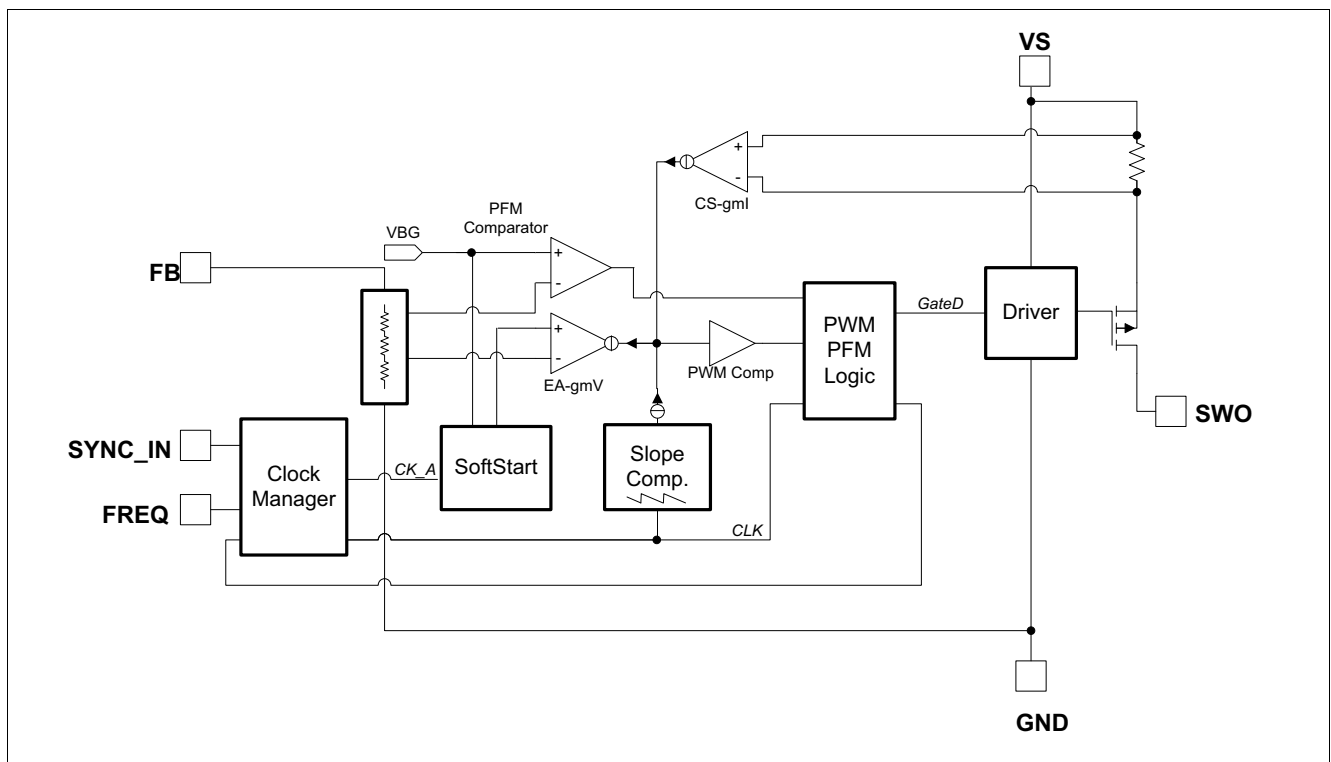 VS
+
-
CS-gmI
PFM
Comparator
VBG
+
-
FB
GateD
Driver
PWM
PFM
Logic
+
-
EA-gmV
PWM Comp
SWO
SYNC_IN
Clock
Manager
CK_A
SoftStart
Slope
Comp.
FREQ
CLK
GND